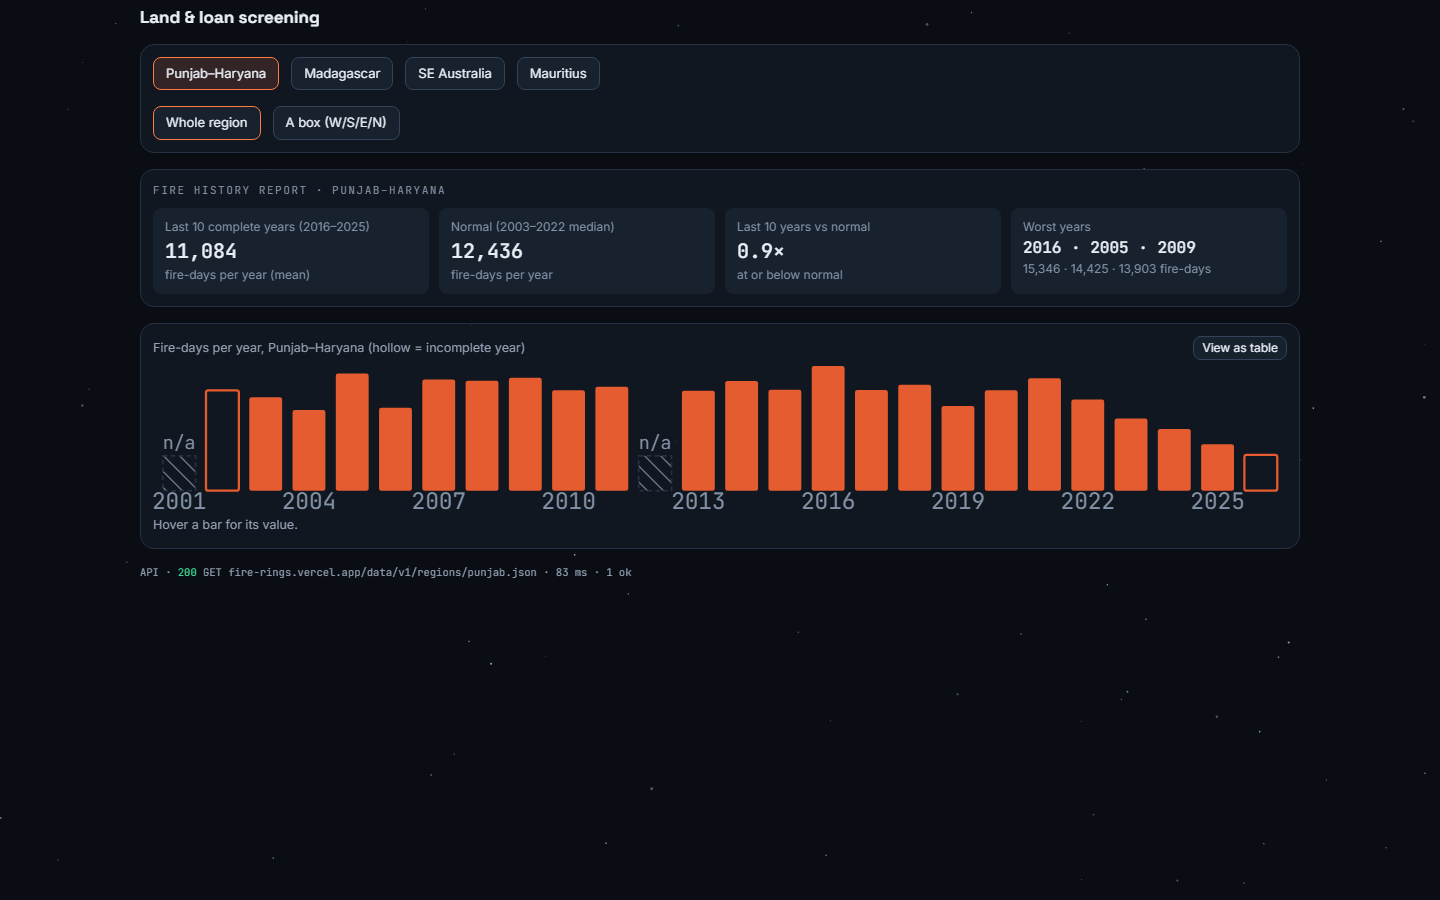 Land & loan screening
Punjab–Haryana Madagascar SE Australia Mauritius
Whole region A box (W/S/E/N)
FIRE HISTORY REPORT · PUNJAB–HARYANA
Last 10 complete years (2016–2025)
11,084
fire-days per year (mean)
Normal (2003–2022 median)
12,436
fire-days per year
Last 10 years vs normal
0.9×
at or below normal
Worst years
2016 · 2005 · 2009
15,346 · 14,425 · 13,903 fire-days
Fire-days per year, Punjab–Haryana (hollow = incomplete year)
View as table
n/a n/a
2001 2004 2007 2010 2013 2016 2019 2022 2025
Hover a bar for its value.
API · 200 GET fire-rings.vercel.app/data/v1/regions/punjab.json · 83 ms · 1 ok